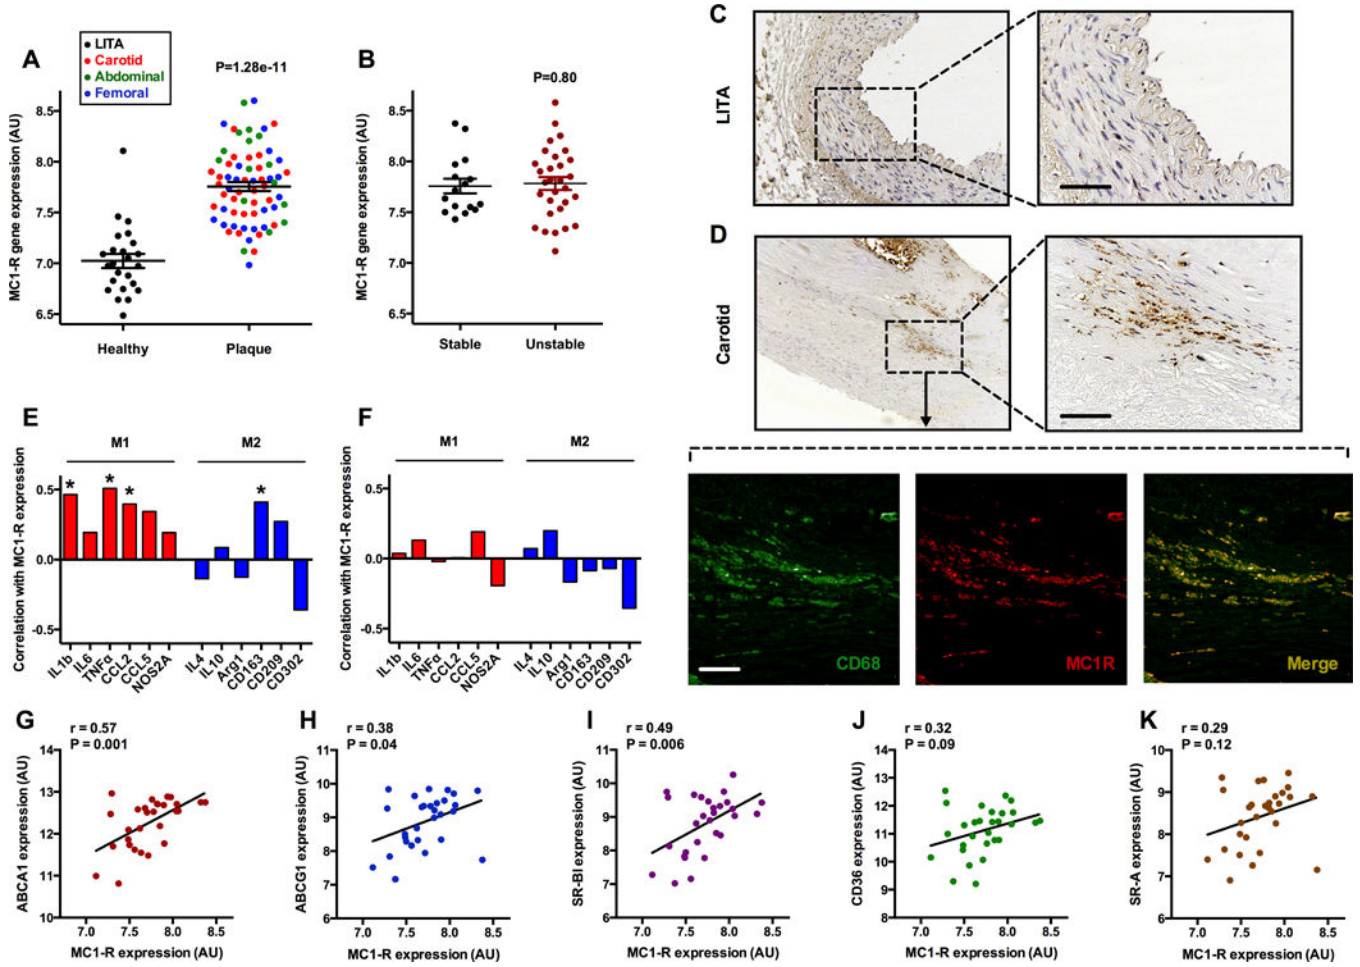 A
LITA
Carotid
Abdominal
Femoral
P=1.28e-11
MC1-R gene expression (AU)
8.5
8.0
7.5
7.0
6.5
Healthy
Plaque
B
P=0.80
MC1-R gene expression (AU)
8.5
8.0
7.5
7.0
6.5
Stable
Unstable
C
LITA
D
Carotid
CD68
MC1R
Merge
E
M1
M2
Correlation with MC1-R expression
0.5
0.0
-0.5
* * * *
IL1b
IL6
TNFα
CCL2
CCL5
NOS2A
IL4
IL10
Arg1
CD163
CD209
CD302
F
M1
M2
Correlation with MC1-R expression
0.5
0.0
-0.5
IL1b
IL6
TNFα
CCL2
CCL5
NOS2A
IL4
IL10
Arg1
CD163
CD209
CD302
G
r = 0.57
P = 0.001
ABCA1 expression (AU)
14
13
12
11
10
7.0 7.5 8.0 8.5
MC1-R expression (AU)
H
r = 0.38
P = 0.04
ABCG1 expression (AU)
11
10
9
8
7
6
7.0 7.5 8.0 8.5
MC1-R expression (AU)
I
r = 0.49
P = 0.006
SR-BI expression (AU)
11
10
9
8
7
6
7.0 7.5 8.0 8.5
MC1-R expression (AU)
J
r = 0.32
P = 0.09
CD36 expression (AU)
14
13
12
11
10
9
8
7.0 7.5 8.0 8.5
MC1-R expression (AU)
K
r = 0.29
P = 0.12
SR-A expression (AU)
10
9
8
7
6
7.0 7.5 8.0 8.5
MC1-R expression (AU)